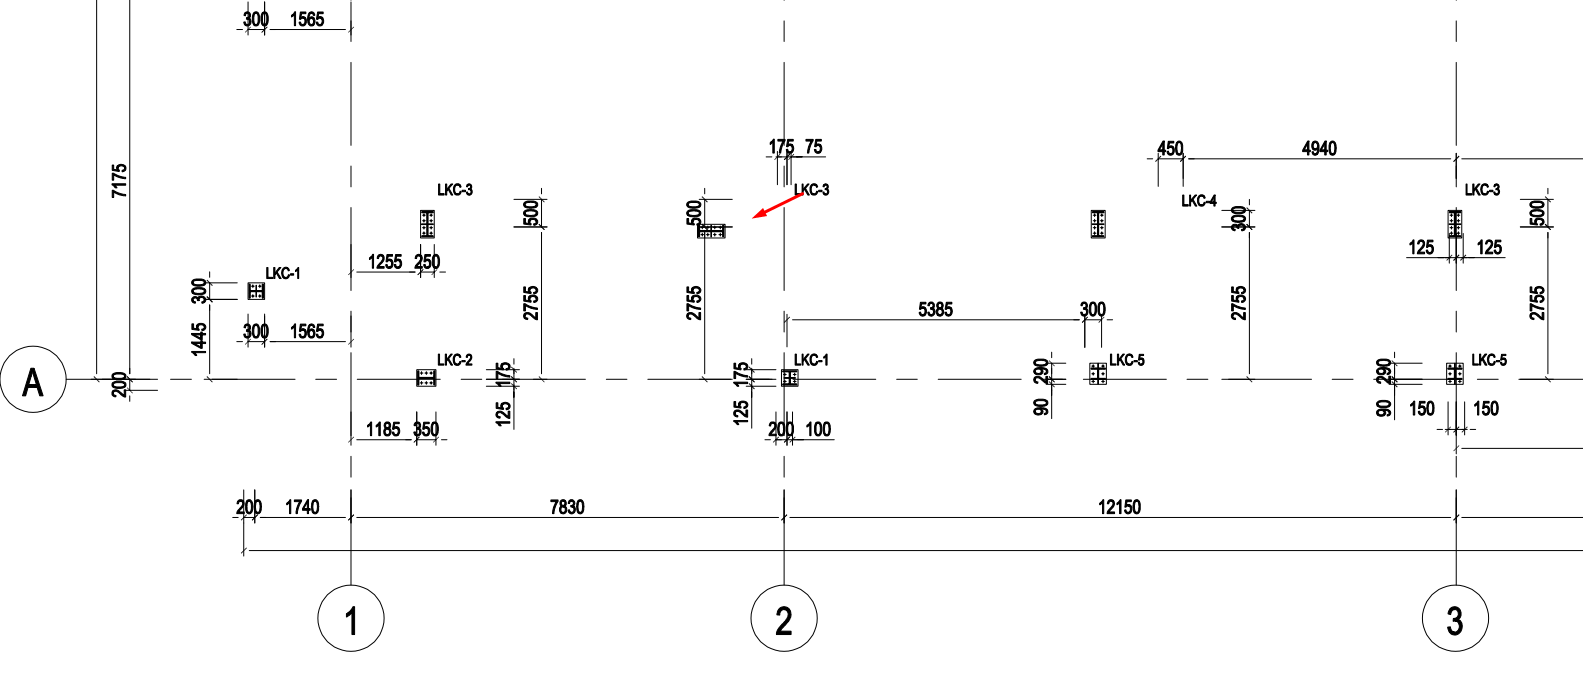 300 1565
7175
175 75
450 4940
LKC-3
500
500
LKC-3
LKC-4
300
LKC-3
500
1255 250
125 125
LKC-1
300
2755
2755
2755
2755
5385 300
300 1565
1445
LKC-2
175
175
LKC-1
290
LKC-5
290
LKC-5
A
200
125
125
90
90
150 150
1185 350
200 100
200 1740 7830 12150
1 2 3